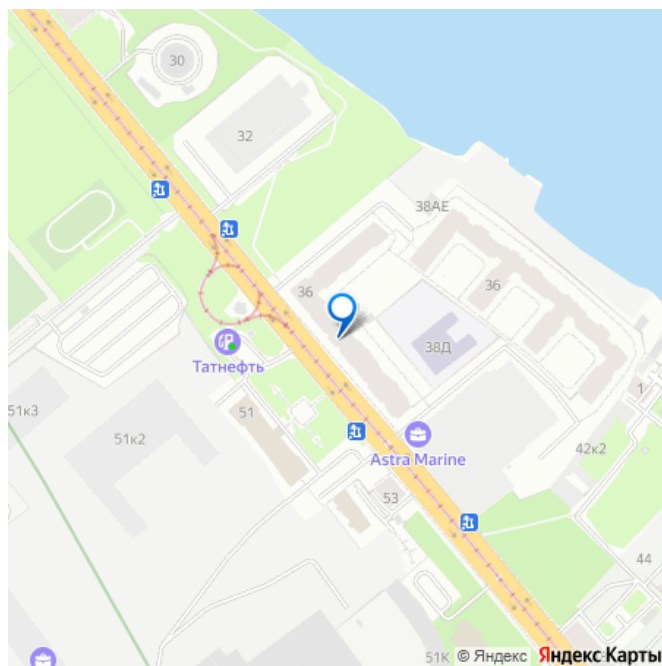 30
32
38АЕ
36
36
38Д
Татнефть
51к3
51к2
51
Astra Marine
1
42к2
53
44
51К
© Яндекс
Яндекс Карты